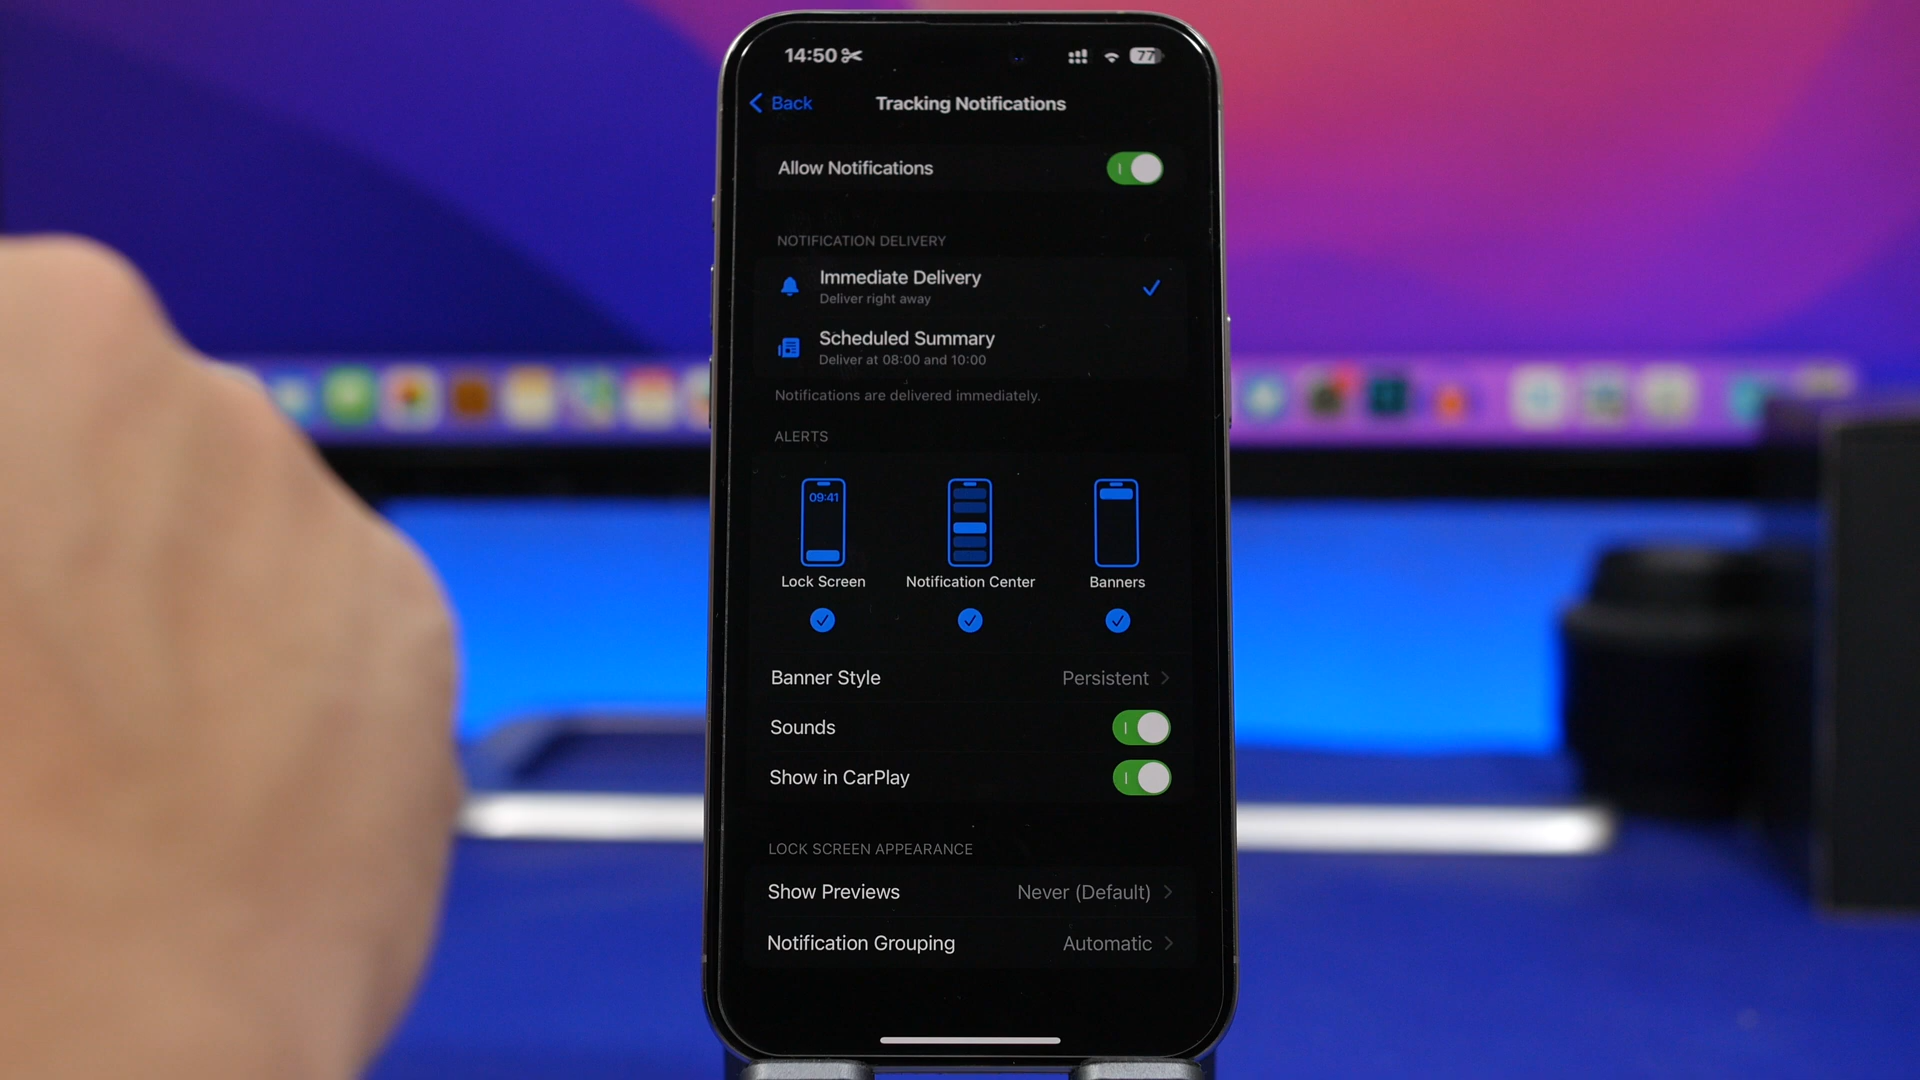 14:50
77
Back
Tracking Notifications
Allow Notifications
NOTIFICATION DELIVERY
Immediate Delivery
Deliver right away
Scheduled Summary
Deliver at 08:00 and 10:00
Notifications are delivered immediately.
ALERTS
09:41
Lock Screen
Notification Center
Banners
Banner Style
Persistent
Sounds
Show in CarPlay
LOCK SCREEN APPEARANCE
Show Previews
Never (Default)
Notification Grouping
Automatic